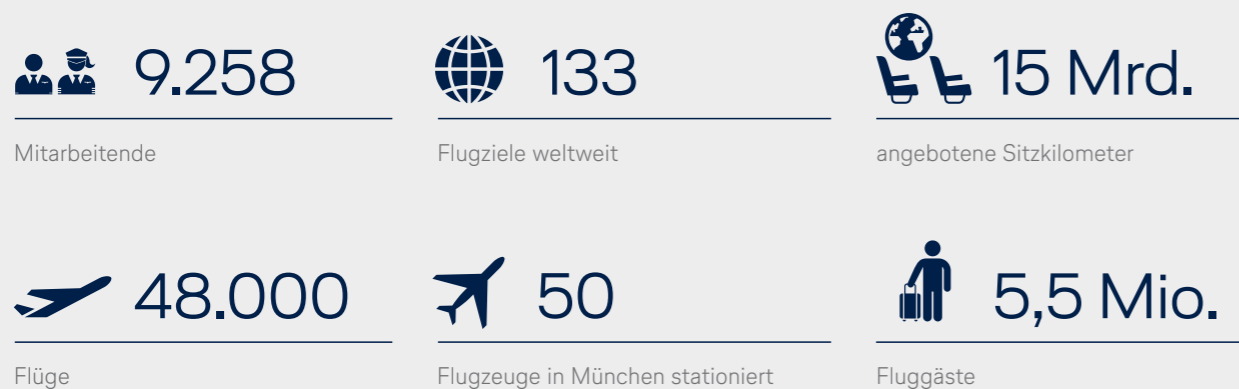 9.258
Mitarbeitende
133
Flugziele weltweit
15 Mrd.
angebotene Sitzkilometer
48.000
Flüge
50
Flugzeuge in München stationiert
5,5 Mio.
Fluggäste